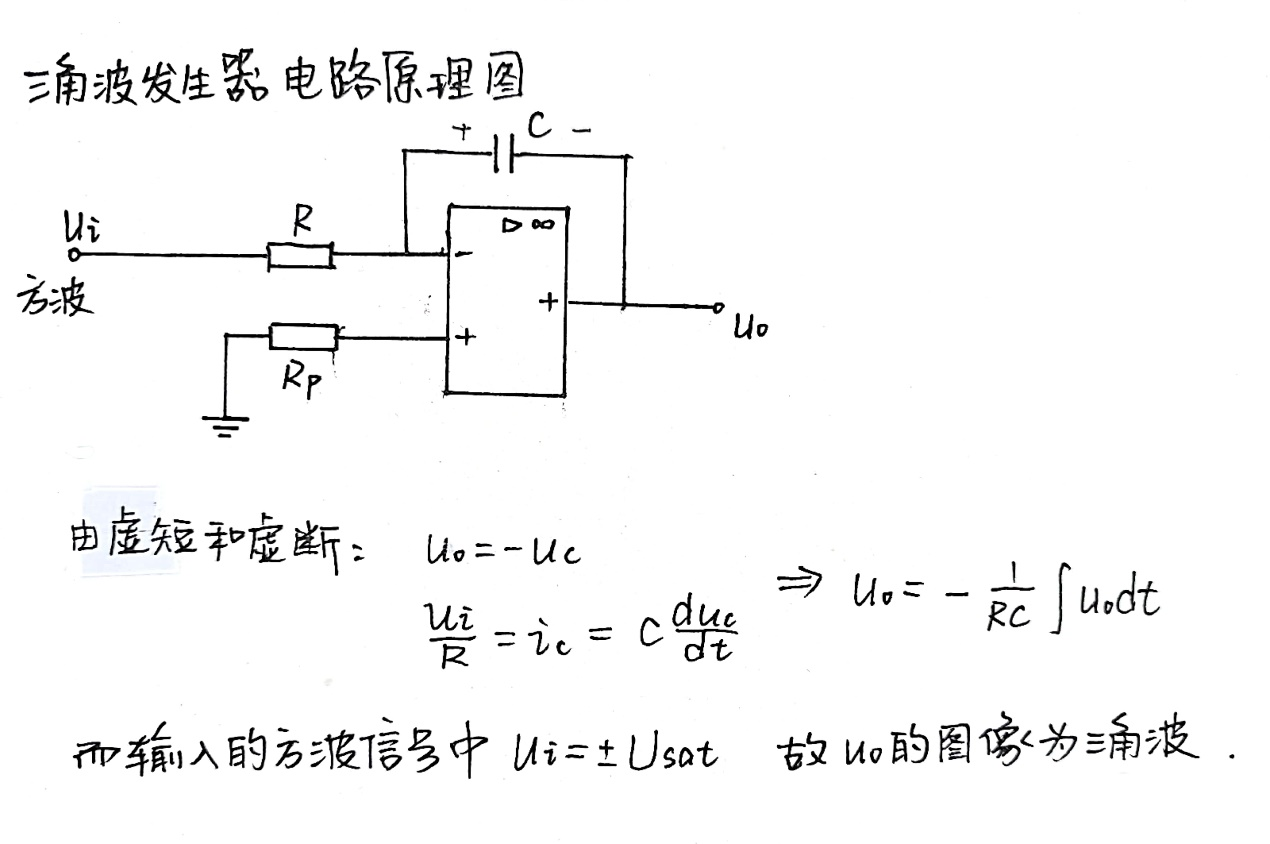 三角波发生器电路原理图
+ C -
Ui
R
▷ ∞
-
方波
+
Uo
+
Rp
由虚短和虚断: Uo = - Uc
Ui/R = ic = C duc/dt ⇒ Uo = - 1/RC ∫ Uodt
而输入的方波信号中 Ui = ± Usat 故 Uo 的图像为三角波 .